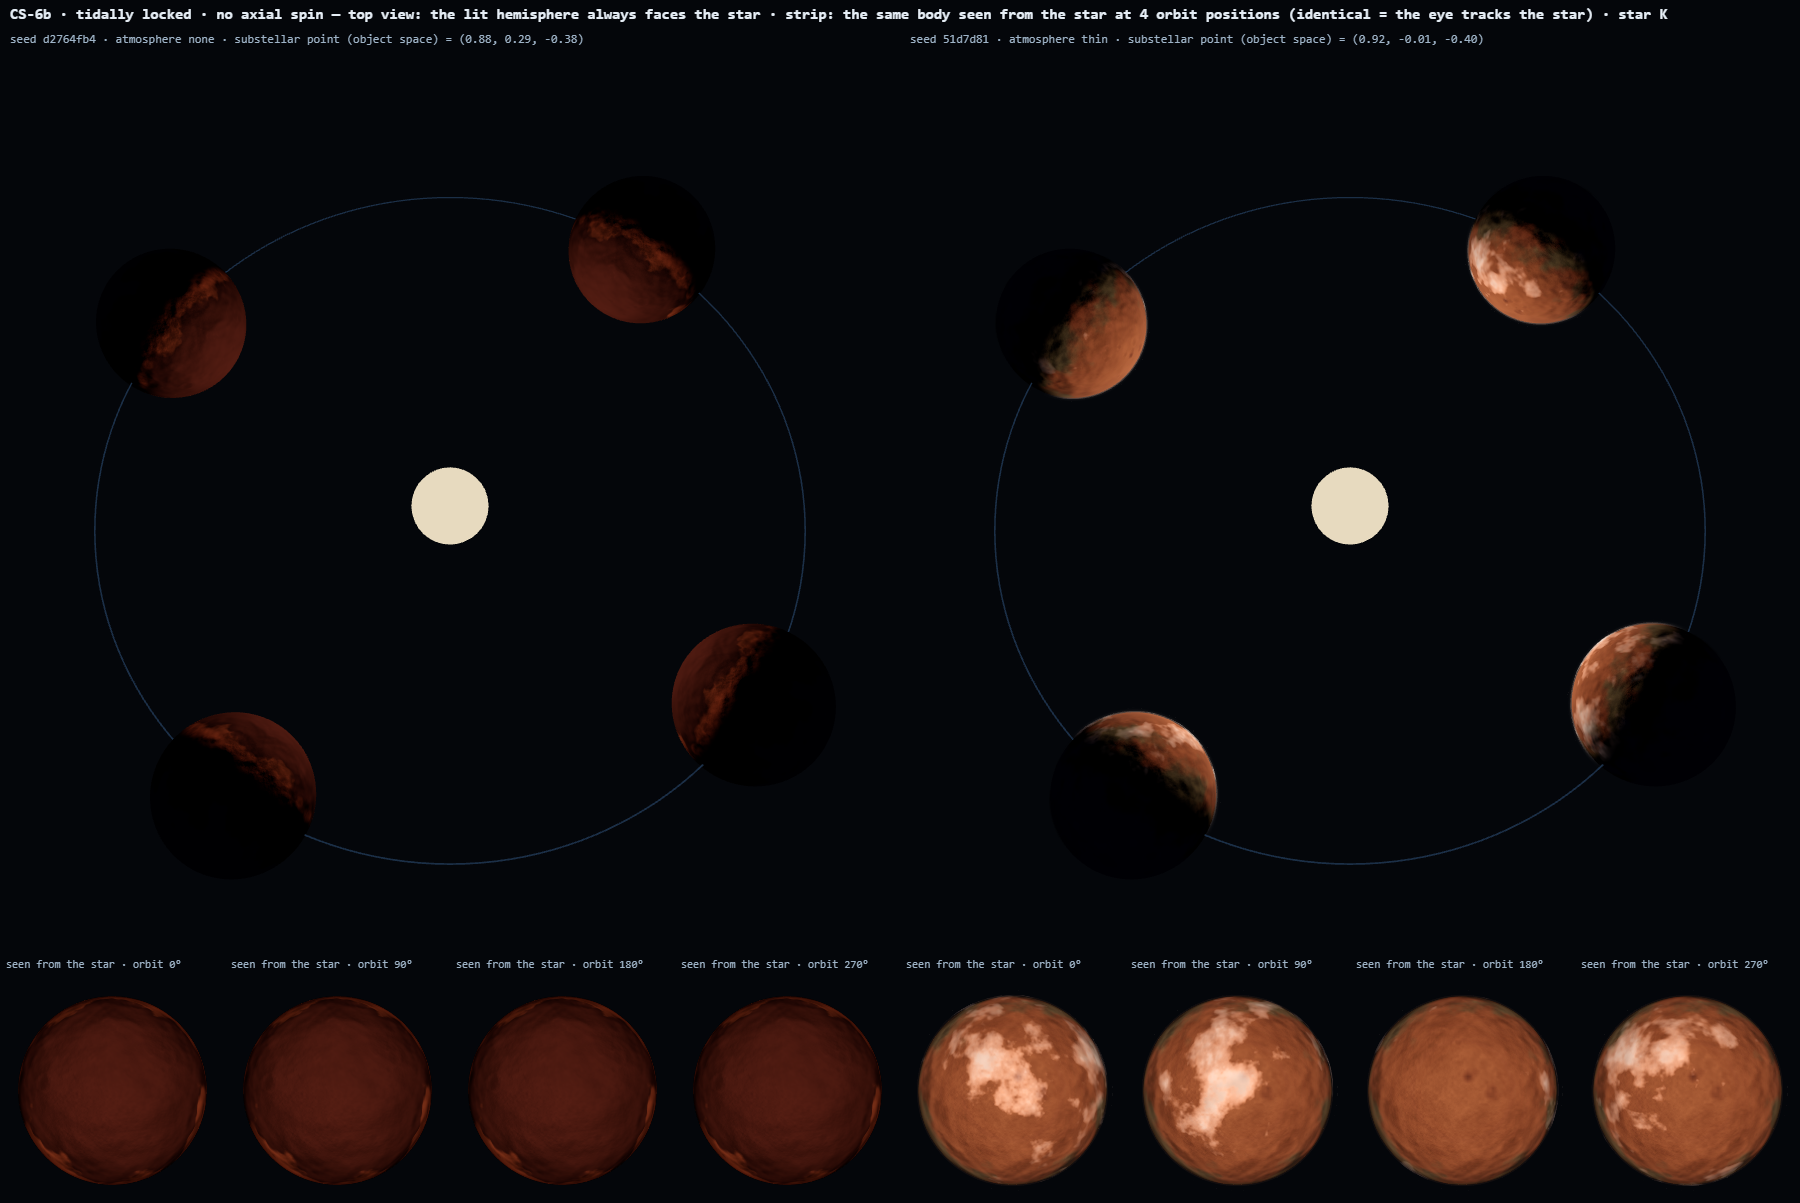 CS-6b · tidally locked · no axial spin — top view: the lit hemisphere always faces the star · strip: the same body seen from the star at 4 orbit positions (identical = the eye tracks the star) · star K
seed d2764fb4 · atmosphere none · substellar point (object space) = (0.88, 0.29, -0.38)
seed 51d7d81 · atmosphere thin · substellar point (object space) = (0.92, -0.01, -0.40)
seen from the star · orbit 0°
seen from the star · orbit 90°
seen from the star · orbit 180°
seen from the star · orbit 270°
seen from the star · orbit 0°
seen from the star · orbit 90°
seen from the star · orbit 180°
seen from the star · orbit 270°